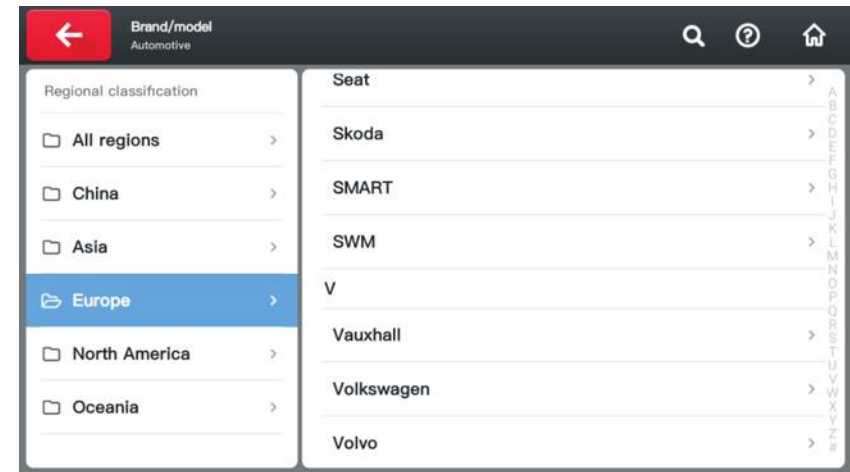 Brand/model
Automotive
Regional classification
All regions
China
Asia
Europe
North America
Oceania
Seat
Skoda
SMART
SWM
V
Vauxhall
Volkswagen
Volvo
A
B
C
D
E
F
G
H
I
J
K
L
M
N
O
P
Q
R
S
T
U
V
W
X
Y
Z
#